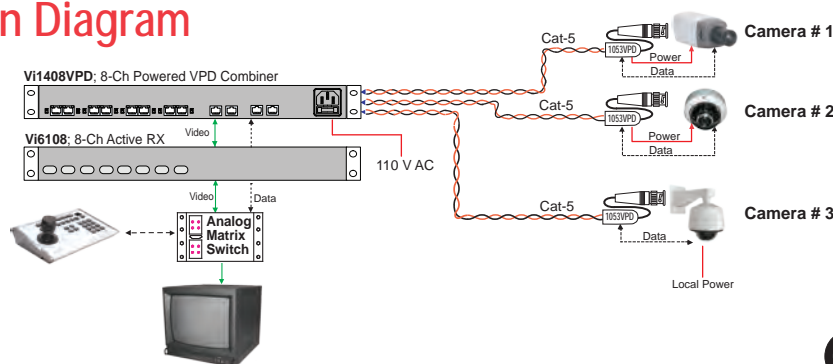 n Diagram
Vi1408VPD; 8-Ch Powered VPD Combiner
Video
Vi6108; 8-Ch Active RX
110 V AC
Video
Data
Analog
Matrix
Switch
Cat-5
1053VPD
Power
Data
Camera # 1
Cat-5
1053VPD
Power
Data
Camera # 2
Cat-5
1053VPD
Data
Camera # 3
Local Power